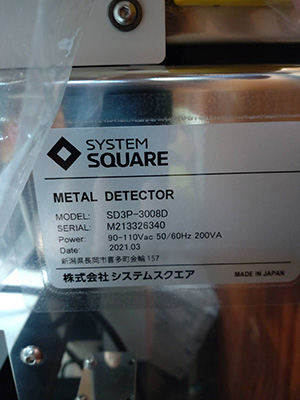 SYSTEM
SQUARE
METAL DETECTOR
MODEL: SD3P-3008D
SERIAL: M213326340
Power: 90-110Vac 50/60Hz 200VA
Date: 2021.03
新潟県長岡市喜多町金輪157
株式会社システムスクエア MADE IN JAPAN